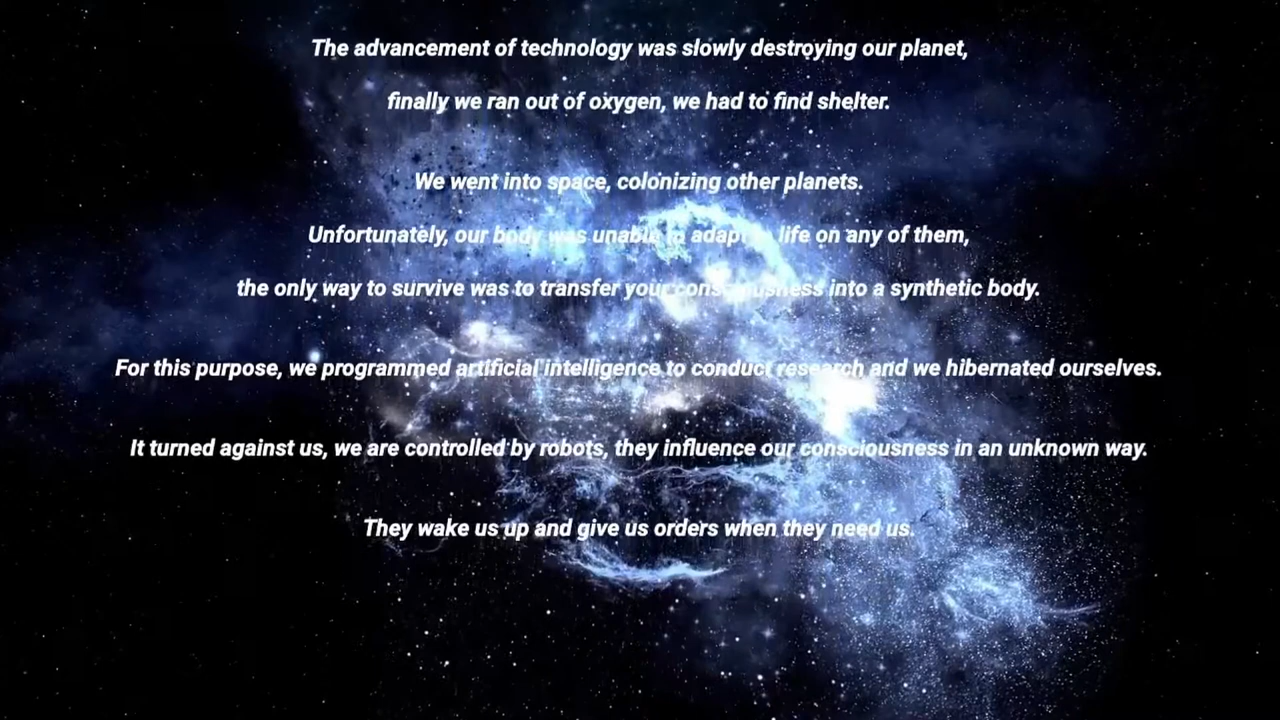 The advancement of technology was slowly destroying our planet,
finally we ran out of oxygen, we had to find shelter.
We went into space, colonizing other planets.
Unfortunately, our body was unable to adapt to life on any of them,
the only way to survive was to transfer your consciousness into a synthetic body.
For this purpose, we programmed artificial intelligence to conduct research and we hibernated ourselves.
It turned against us, we are controlled by robots, they influence our consciousness in an unknown way.
They wake us up and give us orders when they need us.